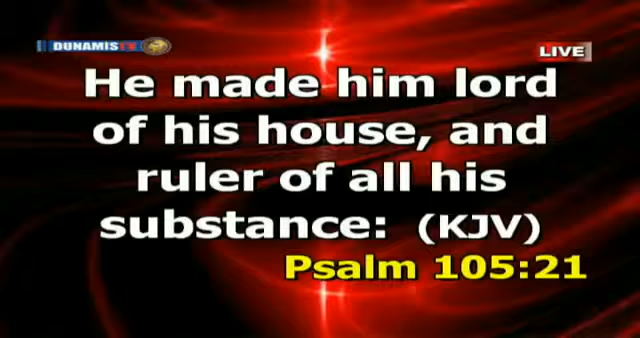 DUNAMIS TV
LIVE
He made him lord
of his house, and
ruler of all his
substance: (KJV)
Psalm 105:21